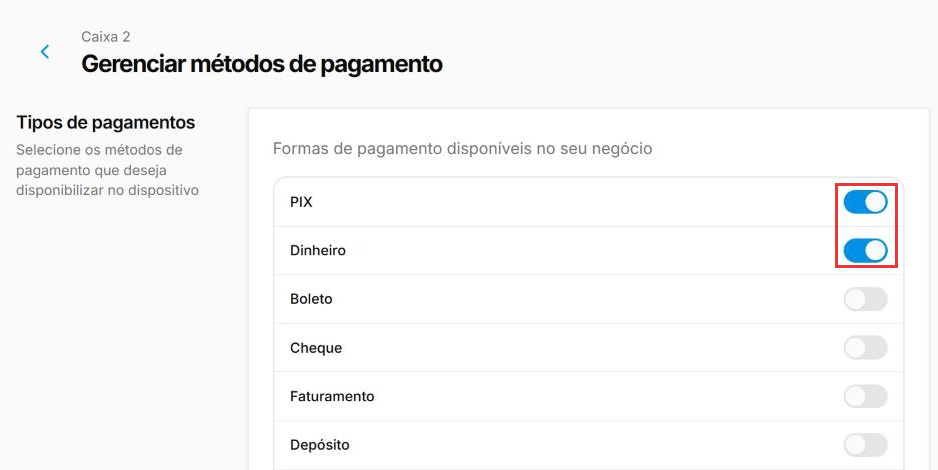 Caixa 2
Gerenciar métodos de pagamento
Tipos de pagamentos
Selecione os métodos de
pagamento que deseja
disponibilizar no dispositivo
Formas de pagamento disponíveis no seu negócio
PIX
Dinheiro
Boleto
Cheque
Faturamento
Depósito